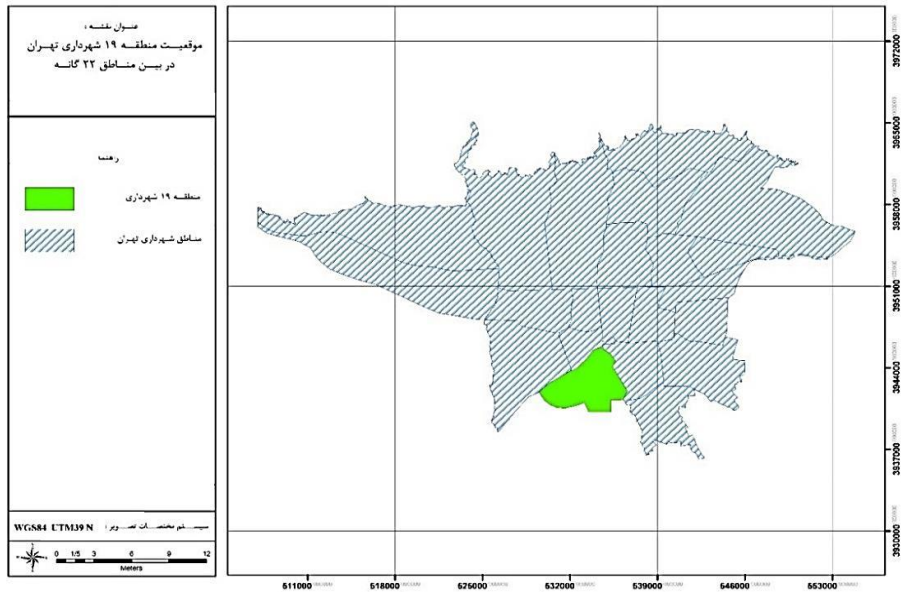 عنوان نقشه :
موقعیت منطقه ۱۹ شهرداری تهران
در بین مناطق ۲۲ گانه
راهنما
منطقه ۱۹ شهرداری
مناطق شهرداری تهران
سیستم مختصات تصویر : WGS84 UTM39 N
0 1/5 3 6 9 12
Meters
3972000
3965000
3958000
3951000
3944000
3937000
3930000
511000 518000 525000 532000 539000 546000 553000